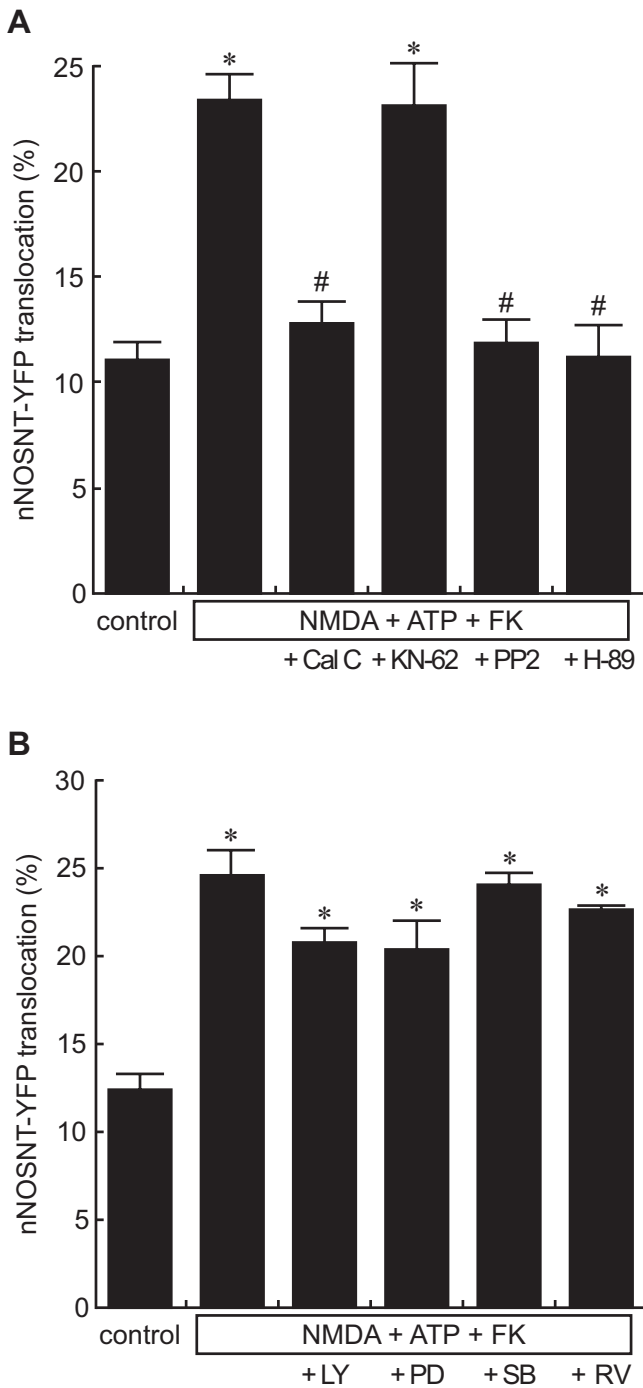 A
nNOSNT-YFP translocation (%)
25
20
15
10
5
0
*
*
#
#
#
control
NMDA + ATP + FK
+ Cal C + KN-62 + PP2 + H-89
B
nNOSNT-YFP translocation (%)
30
25
20
15
10
5
0
*
*
*
*
*
control
NMDA + ATP + FK
+ LY + PD + SB + RV